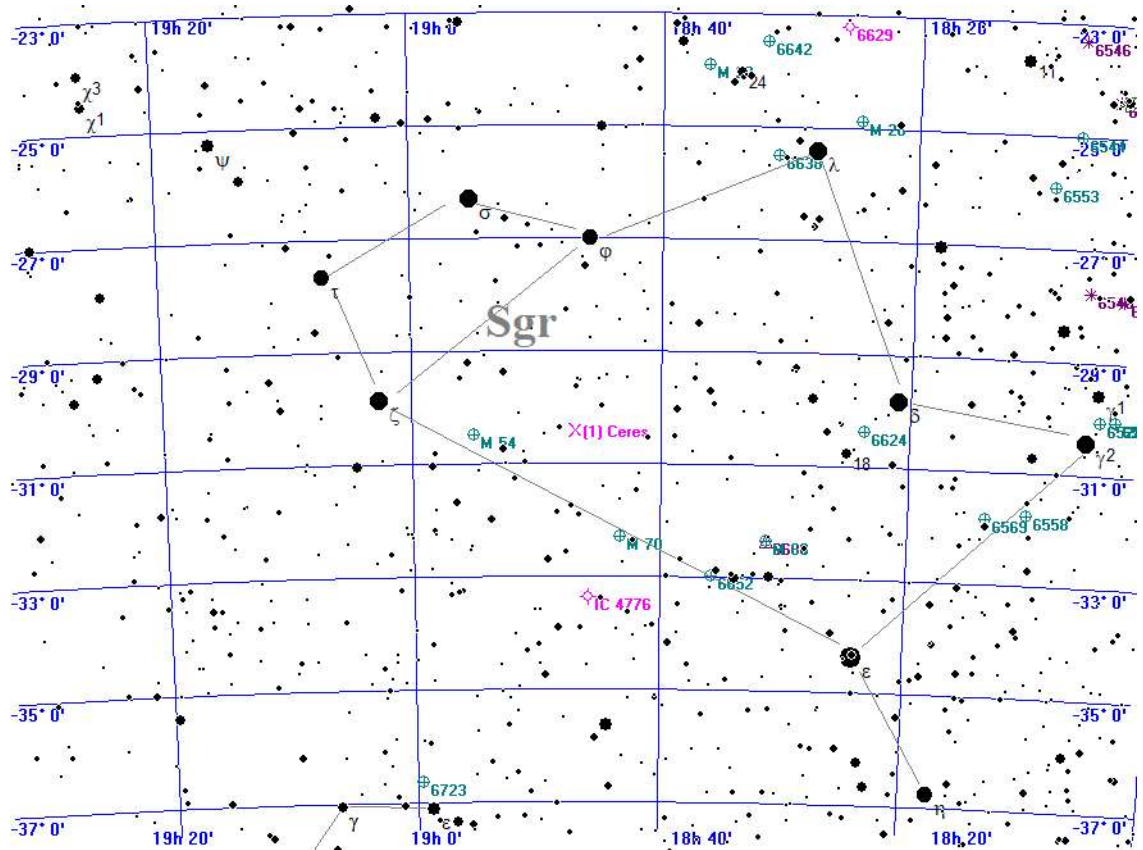 19h 20' 19h 0' 18h 40' 18h 26'
-23° 0' -23° 0'
6629
6642
6546
χ3
24
11
χ1
M 28
-25° 0' -25° 0'
ψ
6638
λ
6553
σ
φ
-27° 0' -27° 0'
τ
Sgr
-29° 0' -29° 0'
ζ
δ
γ1
(1) Ceres
M 54
6624
γ2
18
-31° 0' -31° 0'
6569
6558
M 70
6652
-33° 0' -33° 0'
IC 4776
ε
-35° 0' -35° 0'
6723
γ
ε
η
-37° 0' -37° 0'
19h 20' 19h 0' 18h 40' 18h 20'